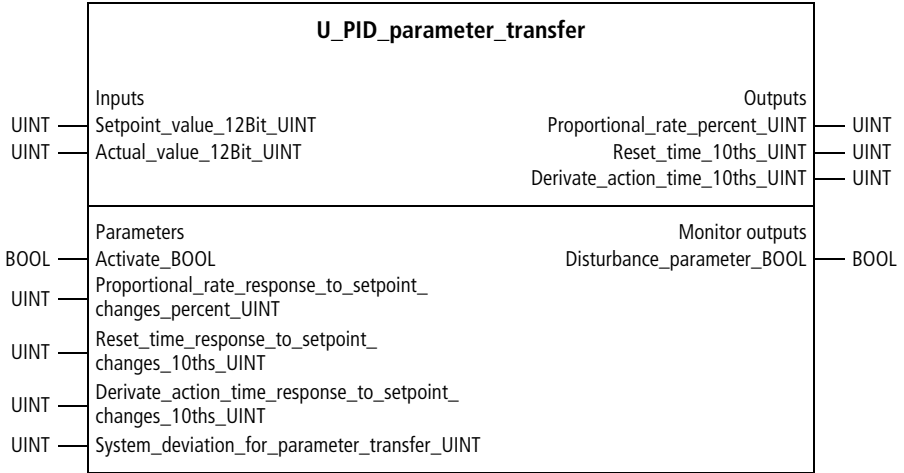 U_PID_parameter_transfer
Inputs Outputs
UINT Setpoint_value_12Bit_UINT Proportional_rate_percent_UINT UINT
UINT Actual_value_12Bit_UINT Reset_time_10ths_UINT UINT
Derivate_action_time_10ths_UINT UINT
Parameters Monitor outputs
BOOL Activate_BOOL Disturbance_parameter_BOOL BOOL
UINT Proportional_rate_response_to_setpoint_
changes_percent_UINT
UINT Reset_time_response_to_setpoint_
changes_10ths_UINT
UINT Derivate_action_time_response_to_setpoint_
changes_10ths_UINT
UINT System_deviation_for_parameter_transfer_UINT